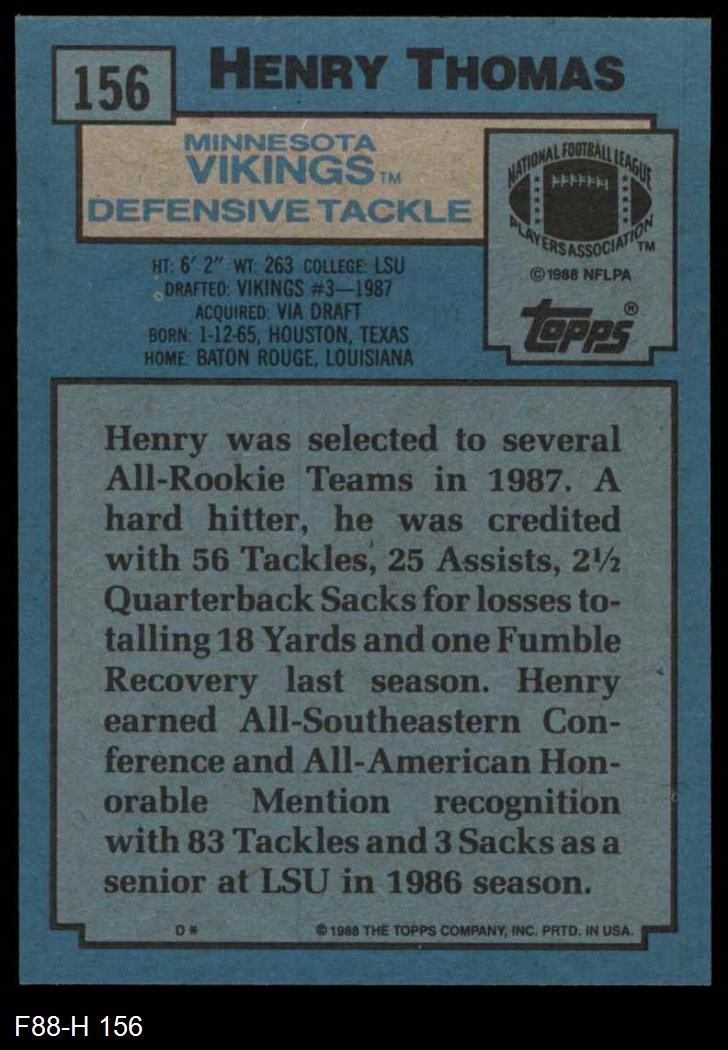 156
HENRY THOMAS
MINNESOTA
VIKINGS TM
DEFENSIVE TACKLE
NATIONAL FOOTBALL LEAGUE
PLAYERS ASSOCIATION TM
© 1988 NFLPA
topps®
HT: 6' 2" WT: 263 COLLEGE: LSU
DRAFTED: VIKINGS #3—1987
ACQUIRED: VIA DRAFT
BORN: 1-12-65, HOUSTON, TEXAS
HOME: BATON ROUGE, LOUISIANA
Henry was selected to several
All-Rookie Teams in 1987. A
hard hitter, he was credited
with 56 Tackles, 25 Assists, 2½
Quarterback Sacks for losses to-
talling 18 Yards and one Fumble
Recovery last season. Henry
earned All-Southeastern Con-
ference and All-American Hon-
orable Mention recognition
with 83 Tackles and 3 Sacks as a
senior at LSU in 1986 season.
D*
© 1988 THE TOPPS COMPANY, INC. PRTD. IN USA.
F88-H 156